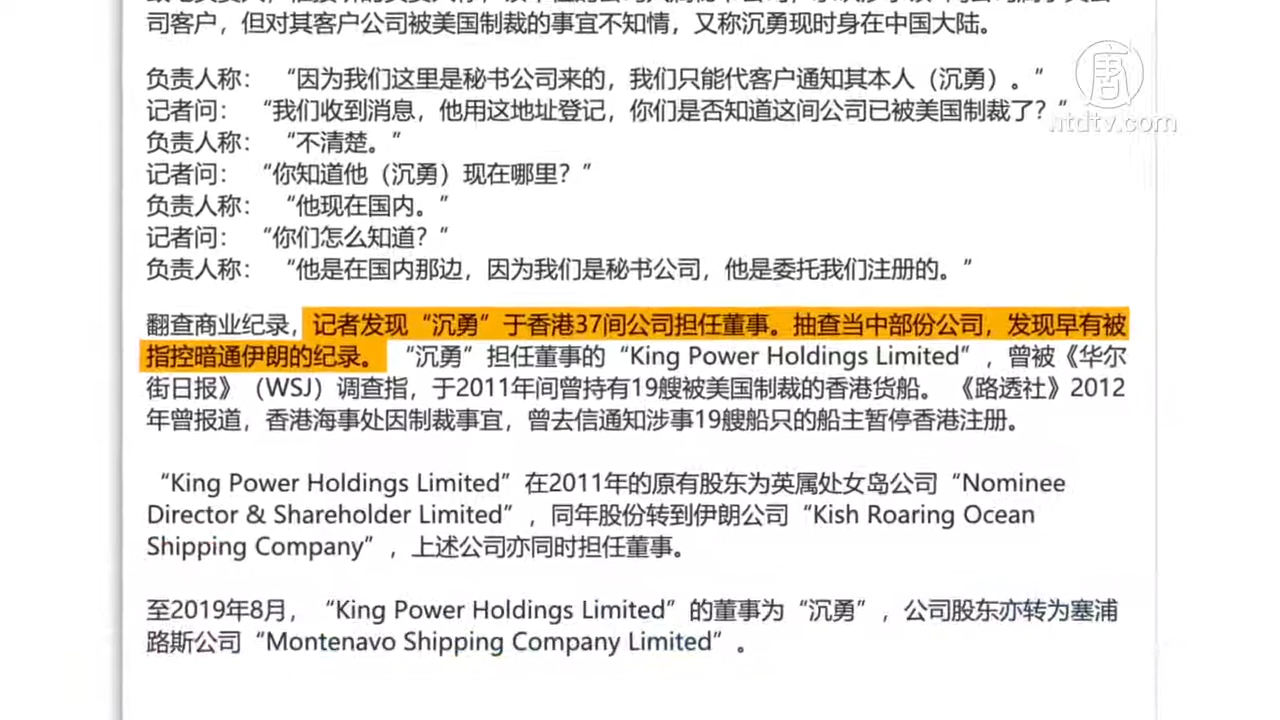 司客户，但对其客户公司被美国制裁的事宜不知情，又称沉勇现时身在中国大陆。
负责人称： “因为我们这里是秘书公司来的，我们只能代客户通知其本人（沉勇）。”
记者问： “我们收到消息，他用这地址登记，你们是否知道这间公司已被美国制裁了？”
负责人称： “不清楚。”
记者问： “你知道他（沉勇）现在哪里？”
负责人称： “他现在国内。”
记者问： “你们怎么知道？”
负责人称： “他是在国内那边，因为我们是秘书公司，他是委托我们注册的。”
翻查商业纪录，记者发现“沉勇”于香港37间公司担任董事。抽查当中部份公司，发现早有被
指控暗通伊朗的纪录。 “沉勇”担任董事的“King Power Holdings Limited”，曾被《华尔
街日报》（WSJ）调查指，于2011年间曾持有19艘被美国制裁的香港货船。 《路透社》2012
年曾报道，香港海事处因制裁事宜，曾去信通知涉事19艘船只的船主暂停香港注册。
“King Power Holdings Limited”在2011年的原有股东为英属处女岛公司“Nominee
Director & Shareholder Limited”，同年股份转到伊朗公司“Kish Roaring Ocean
Shipping Company”，上述公司亦同时担任董事。
至2019年8月， “King Power Holdings Limited”的董事为“沉勇”，公司股东亦转为塞浦
路斯公司“Montenavo Shipping Company Limited”。
唐
ntdtv.com